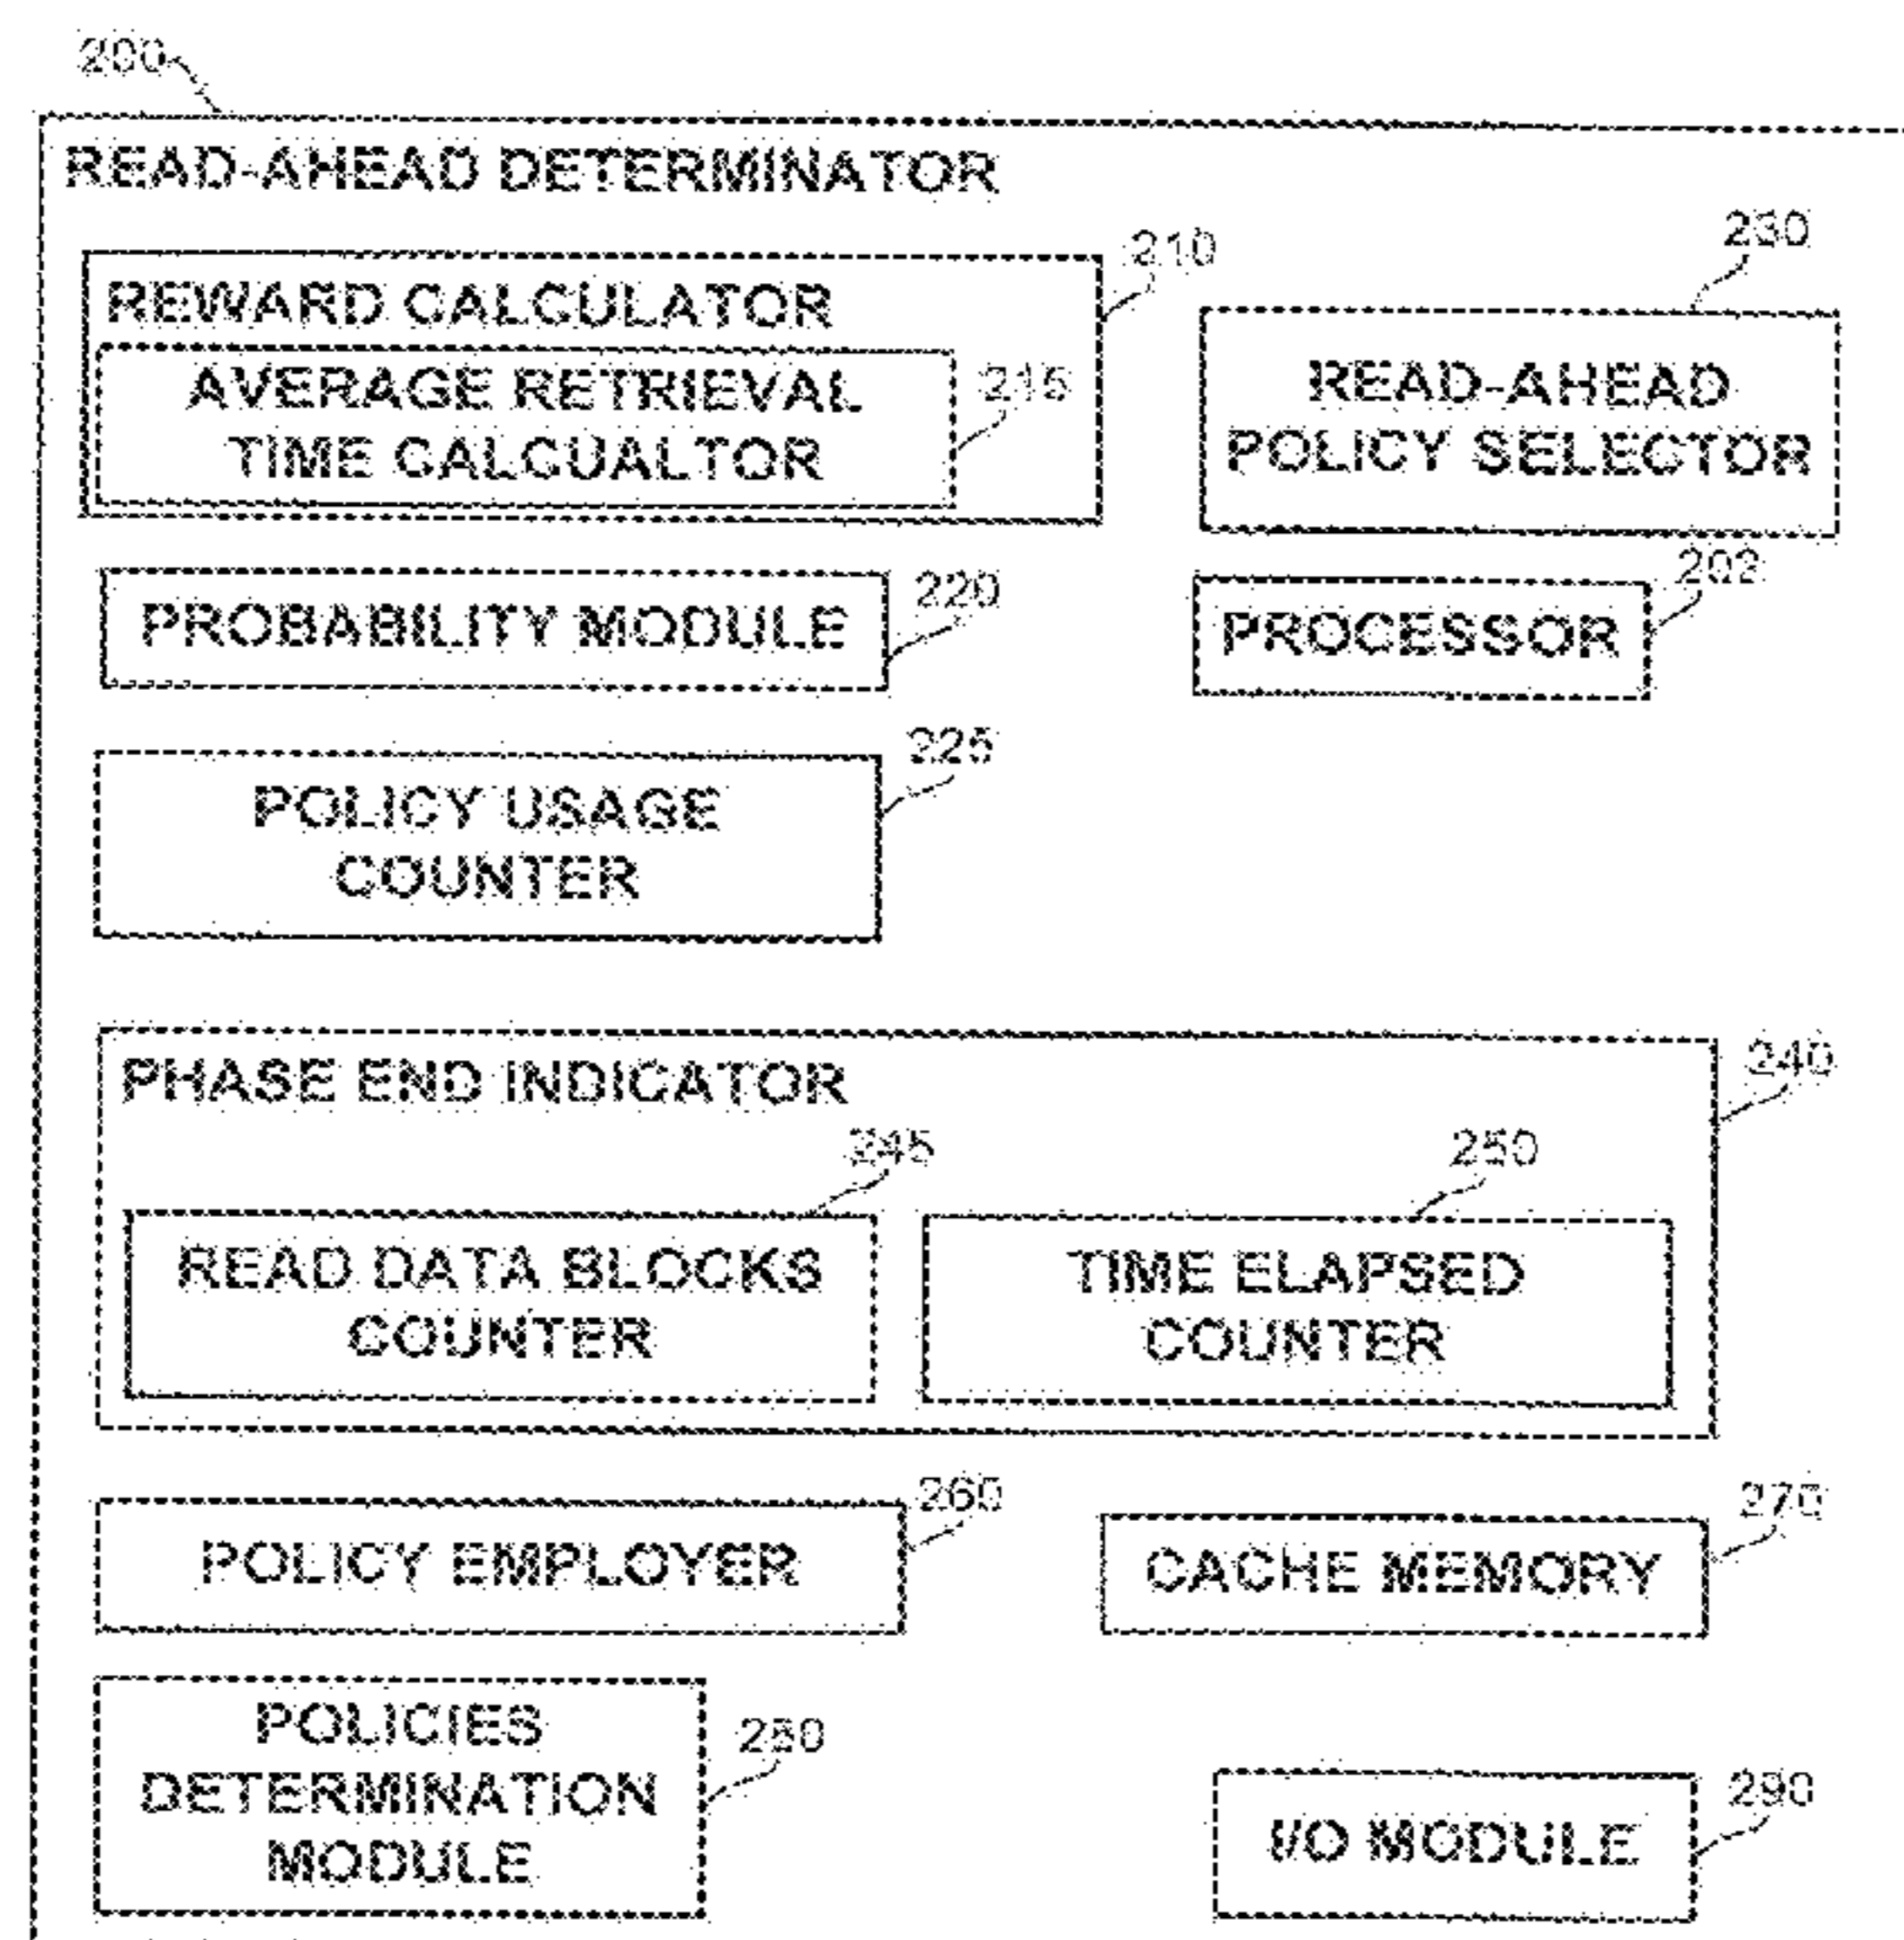 200
READ-AHEAD DETERMINATOR
210
230
REWARD CALCULATOR
AVERAGE RETRIEVAL
TIME CALCUALTOR
215
READ-AHEAD
POLICY SELECTOR
220
PROBABILITY MODULE
202
PROCESSOR
225
POLICY USAGE
COUNTER
240
PHASE END INDICATOR
245
250
READ DATA BLOCKS
COUNTER
TIME ELAPSED
COUNTER
260
POLICY EMPLOYER
270
CACHE MEMORY
POLICIES
DETERMINATION
MODULE
280
290
I/O MODULE